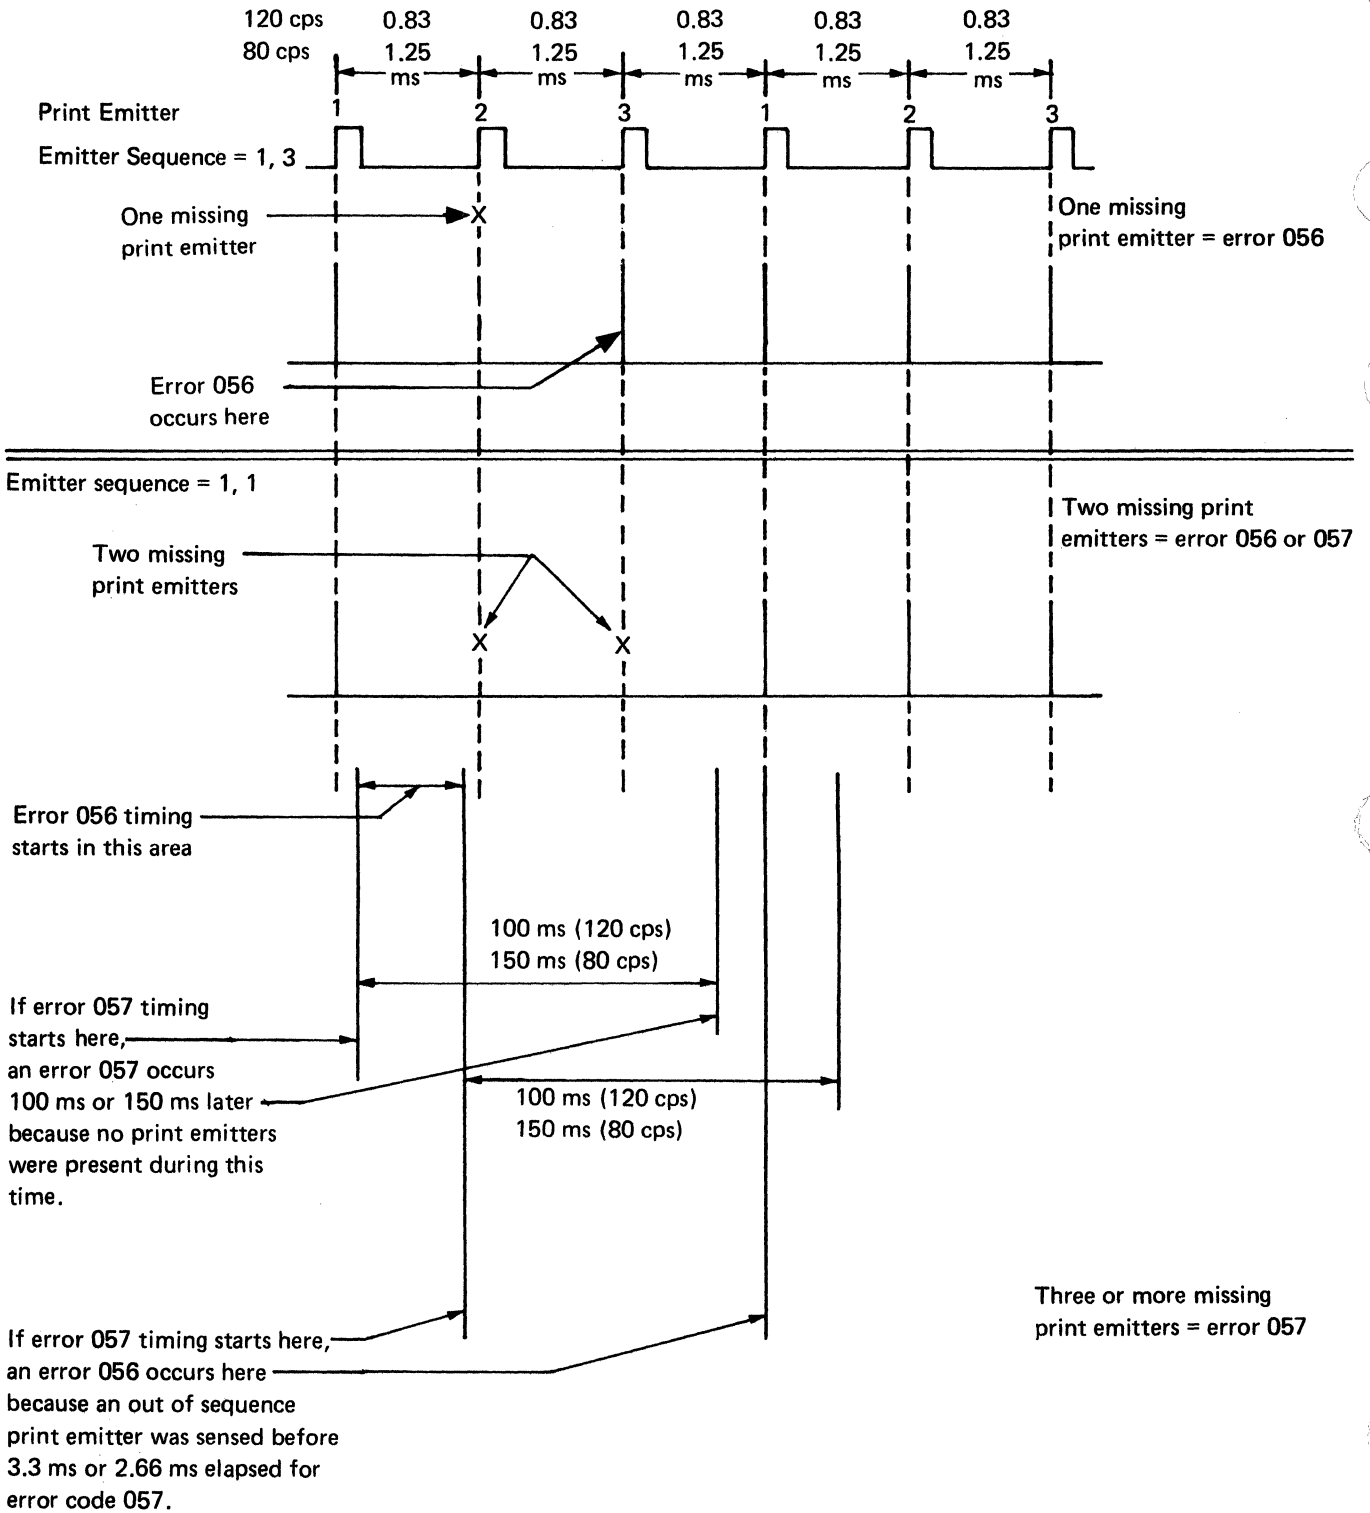 120 cps 0.83 0.83 0.83 0.83 0.83
80 cps 1.25 1.25 1.25 1.25 1.25
ms ms ms ms ms
Print Emitter 1 2 3 1 2 3
Emitter Sequence = 1, 3
One missing
print emitter
X
One missing
print emitter = error 056
Error 056
occurs here
Emitter sequence = 1, 1
Two missing print
emitters = error 056 or 057
Two missing
print emitters
X X
Error 056 timing
starts in this area
100 ms (120 cps)
150 ms (80 cps)
If error 057 timing
starts here,
an error 057 occurs
100 ms or 150 ms later
because no print emitters
were present during this
time.
100 ms (120 cps)
150 ms (80 cps)
Three or more missing
print emitters = error 057
If error 057 timing starts here,
an error 056 occurs here
because an out of sequence
print emitter was sensed before
3.3 ms or 2.66 ms elapsed for
error code 057.